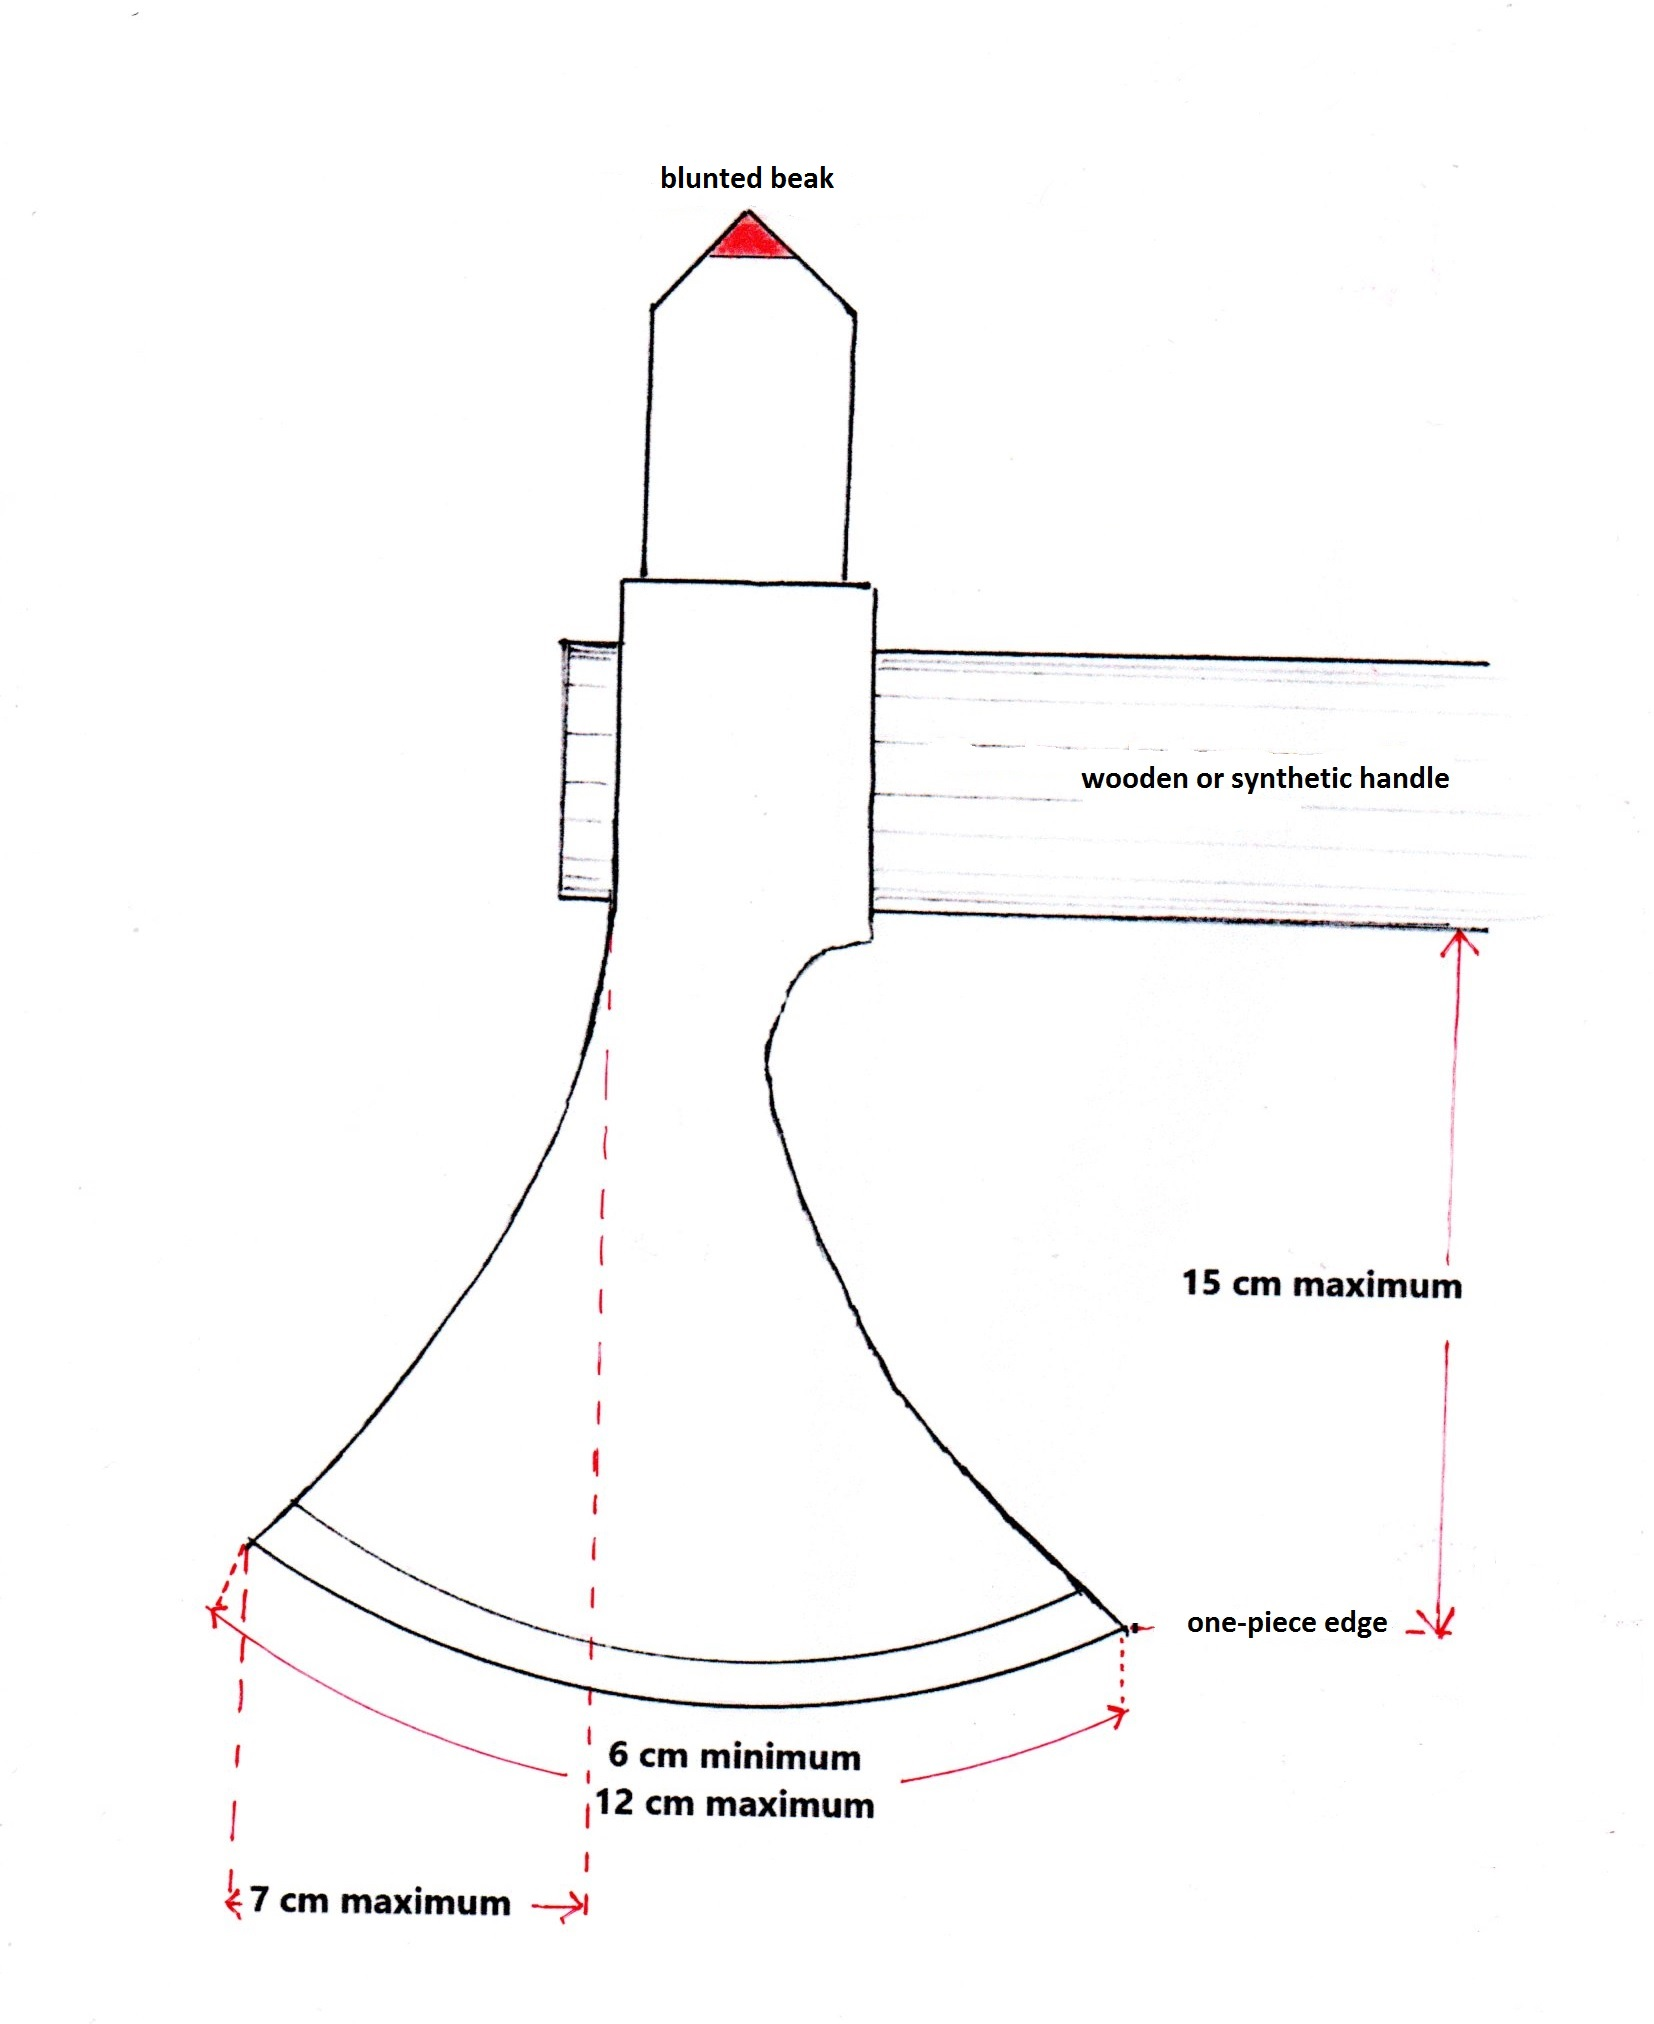 blunted beak
wooden or synthetic handle
15 cm maximum
one-piece edge
6 cm minimum
12 cm maximum
7 cm maximum